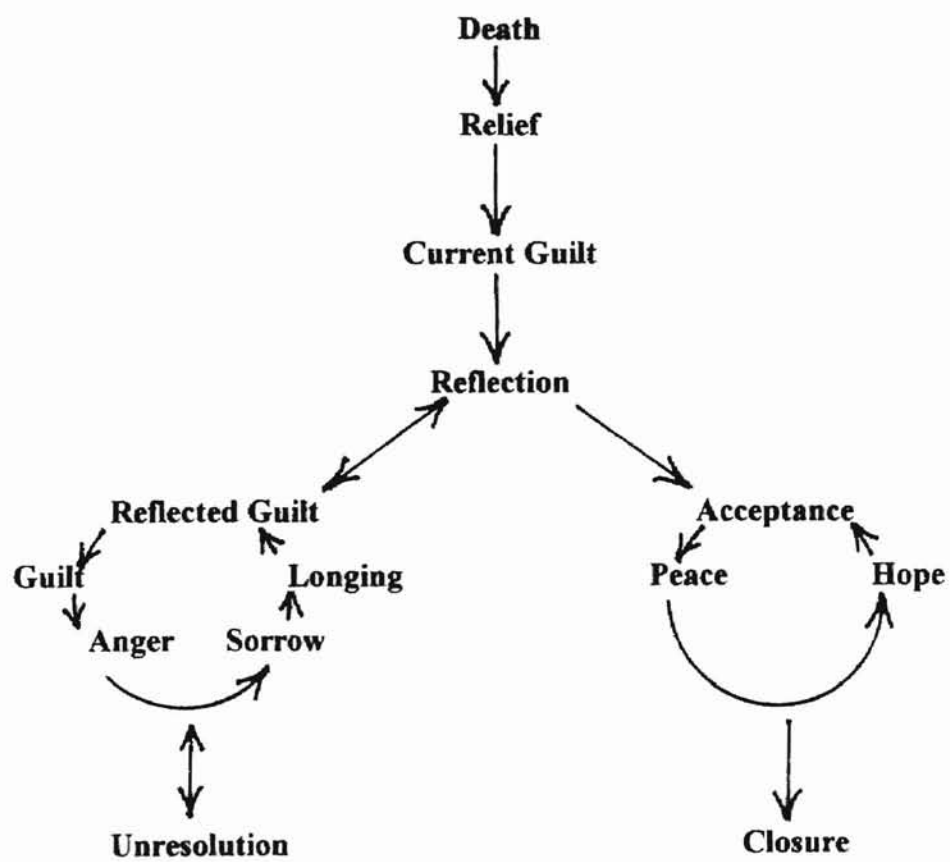 Death
Relief
Current Guilt
Reflection
Reflected Guilt
Acceptance
Guilt
Longing
Peace
Hope
Anger
Sorrow
Unresolution
Closure